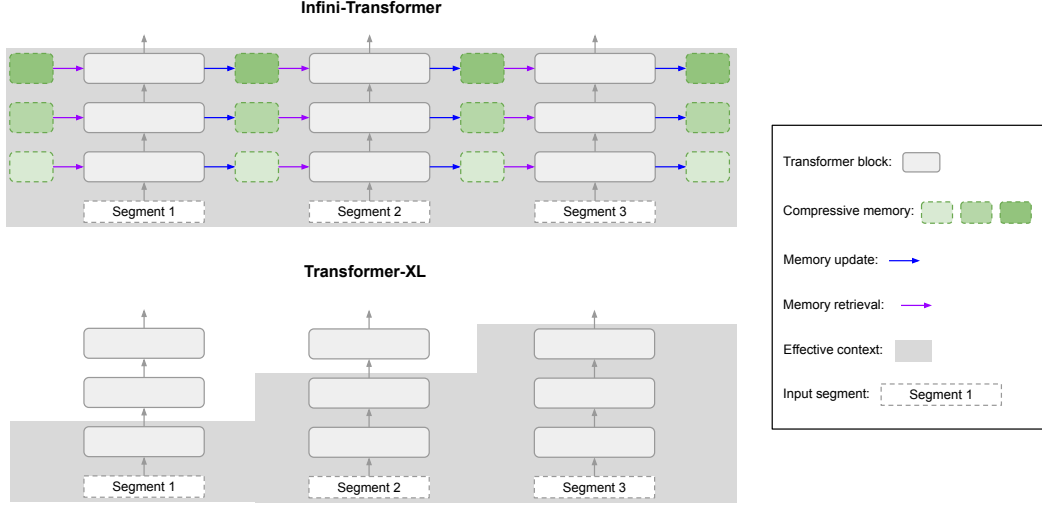 Infini-Transformer
Segment 1
Segment 2
Segment 3
Transformer-XL
Segment 1
Segment 2
Segment 3
Transformer block:
Compressive memory:
Memory update:
Memory retrieval:
Effective context:
Input segment:
Segment 1